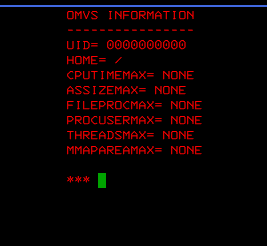 OMVS INFORMATION
----------------
UID= 0000000000
HOME= /
CPUTIMEMAX= NONE
ASSIZEMAX= NONE
FILEPROCMAX= NONE
PROCUSERMAX= NONE
THREADSMAX= NONE
MMAPAREAMAX= NONE
***